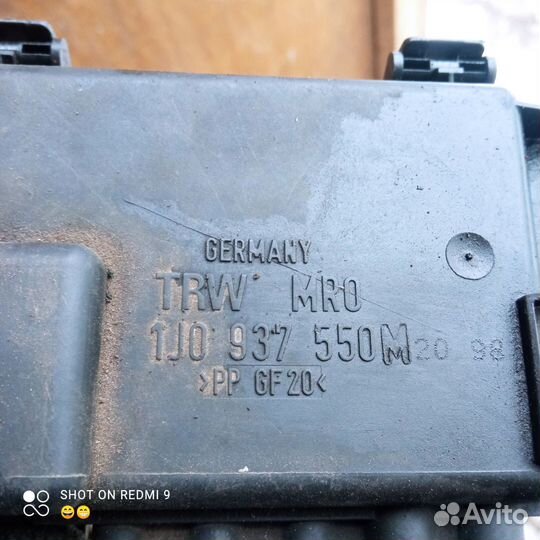 GERMANY
TRW MRO
1J0 937 550M 20 98
>PP GF20<
SHOT ON REDMI 9
Avito